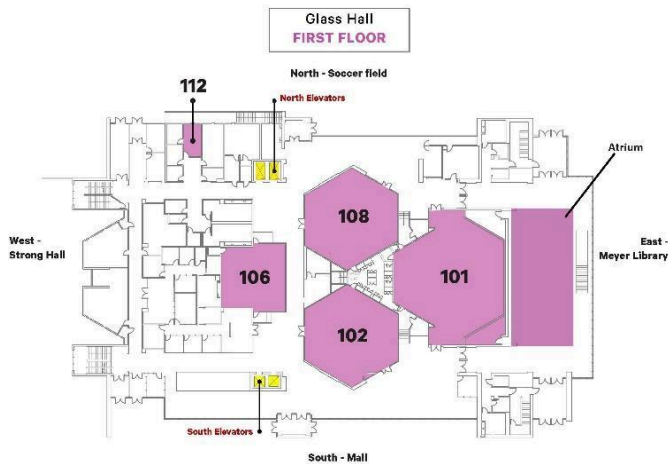 Glass Hall
FIRST FLOOR
North - Soccer field
112
North Elevators
Atrium
108
West -
Strong Hall
East -
Meyer Library
106
101
102
South Elevators
South - Mall